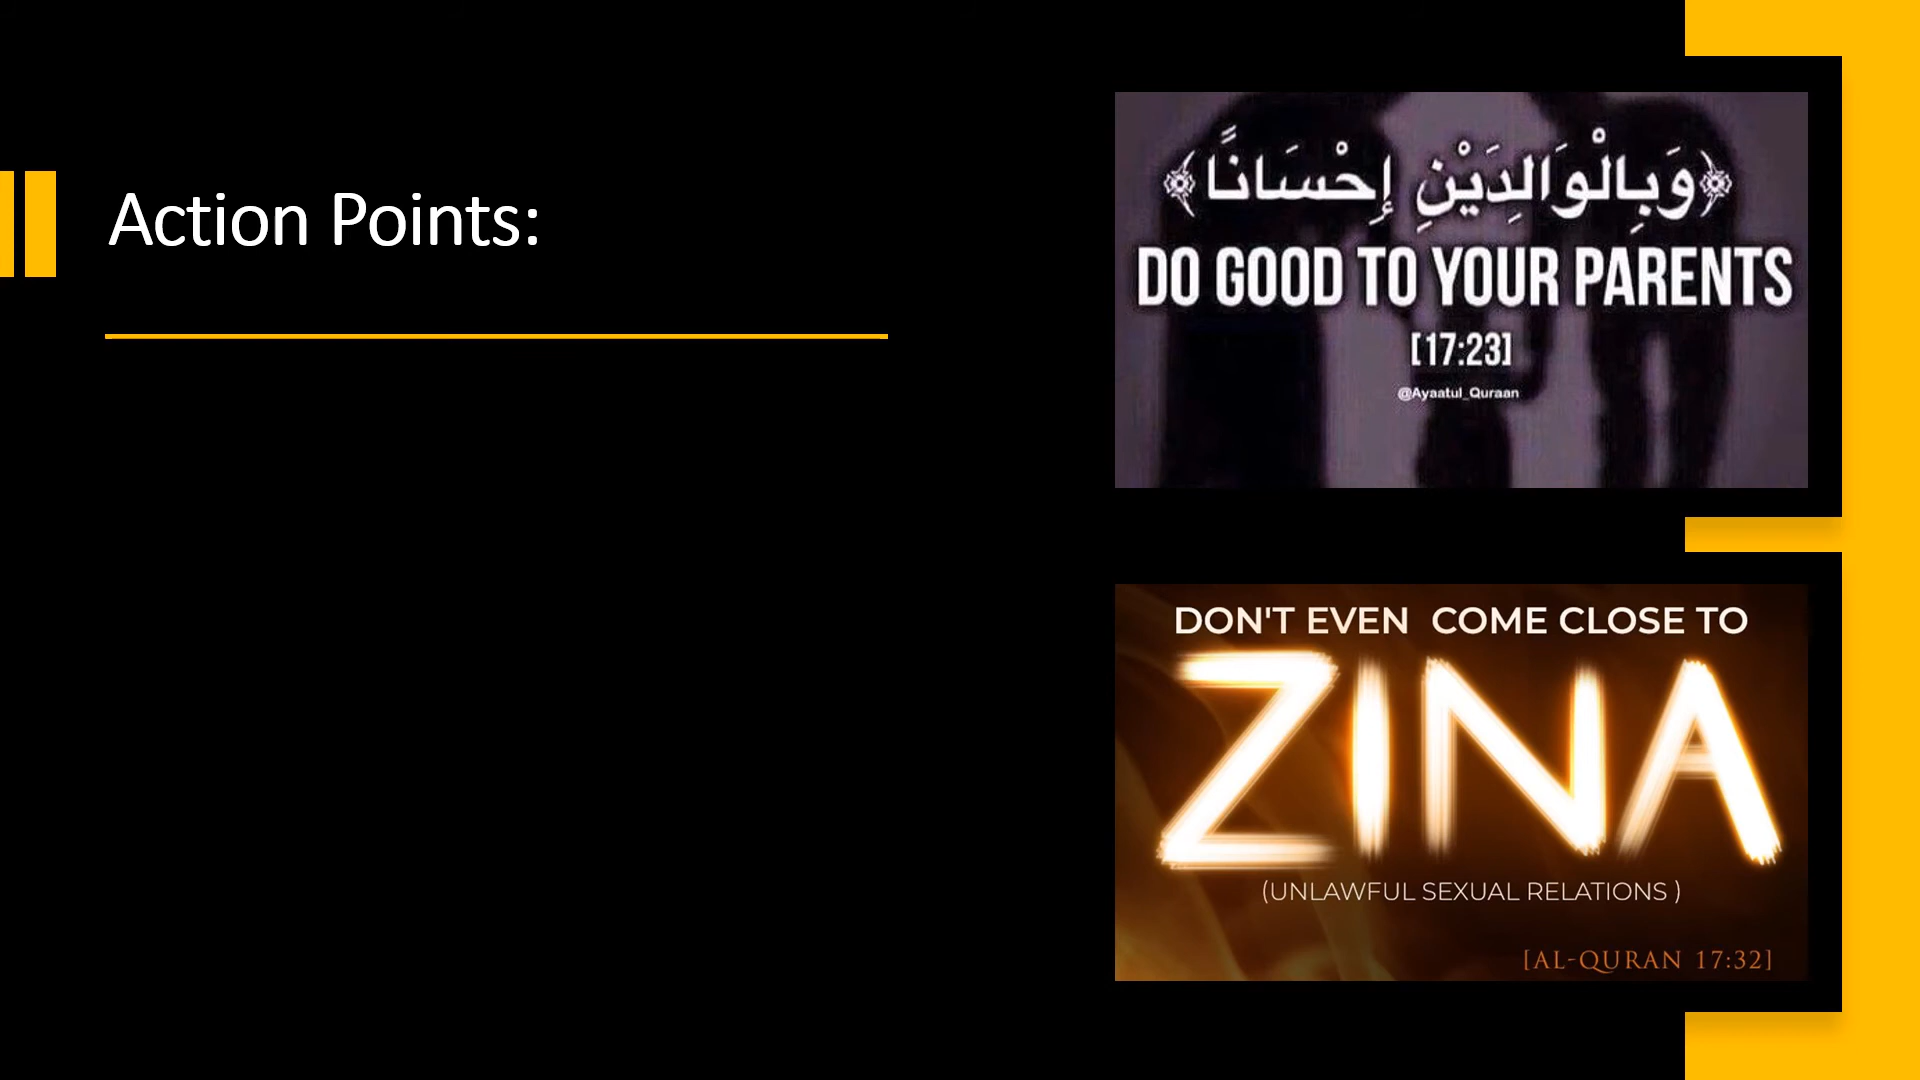 Action Points:
﴿وَبِالْوَالِدَيْنِ إِحْسَانًا﴾
DO GOOD TO YOUR PARENTS
[17:23]
@Ayaatul_Quraan
DON'T EVEN COME CLOSE TO
ZINA
(UNLAWFUL SEXUAL RELATIONS )
[AL-QURAN 17:32]